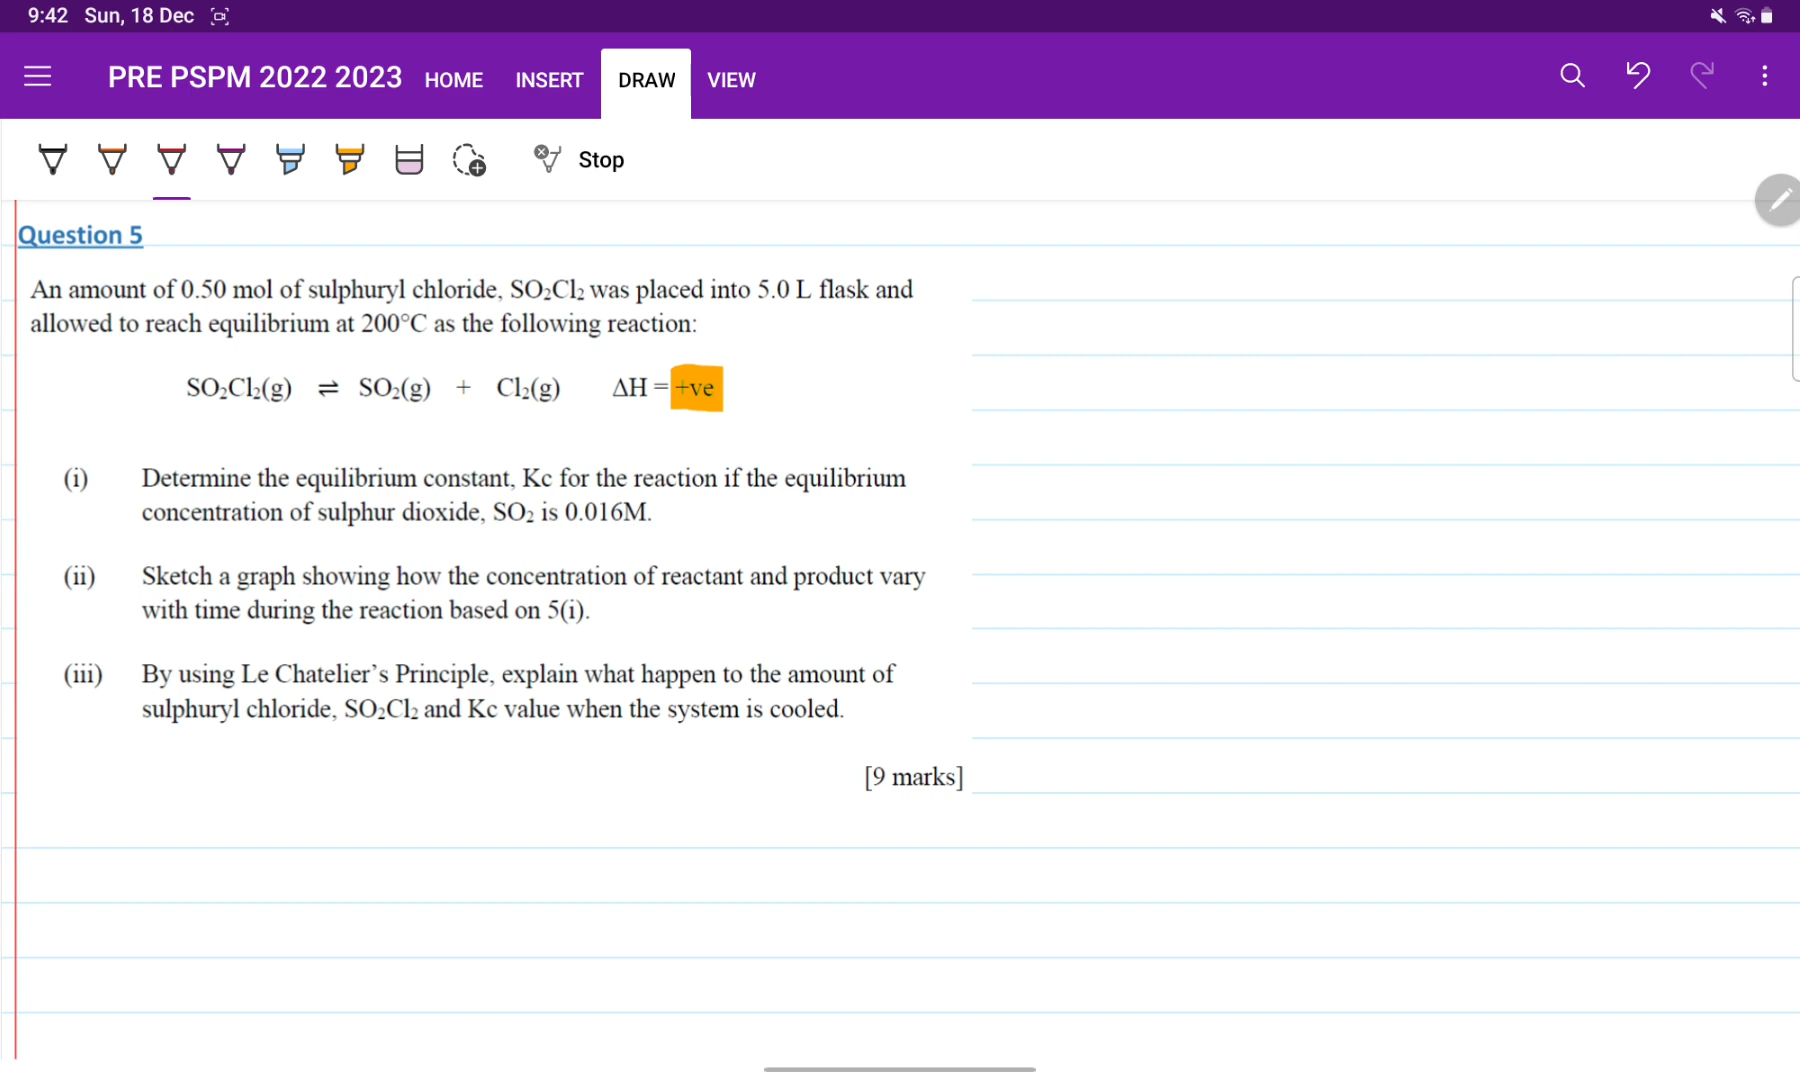 9:42 Sun, 18 Dec
PRE PSPM 2022 2023 HOME INSERT DRAW VIEW
Stop
Question 5
An amount of 0.50 mol of sulphuryl chloride, SO₂Cl₂ was placed into 5.0 L flask and
allowed to reach equilibrium at 200°C as the following reaction:
SO₂Cl₂(g) ⇌ SO₂(g) + Cl₂(g) ΔH = +ve
(i) Determine the equilibrium constant, Kc for the reaction if the equilibrium
concentration of sulphur dioxide, SO₂ is 0.016M.
(ii) Sketch a graph showing how the concentration of reactant and product vary
with time during the reaction based on 5(i).
(iii) By using Le Chatelier’s Principle, explain what happen to the amount of
sulphuryl chloride, SO₂Cl₂ and Kc value when the system is cooled.
[9 marks]